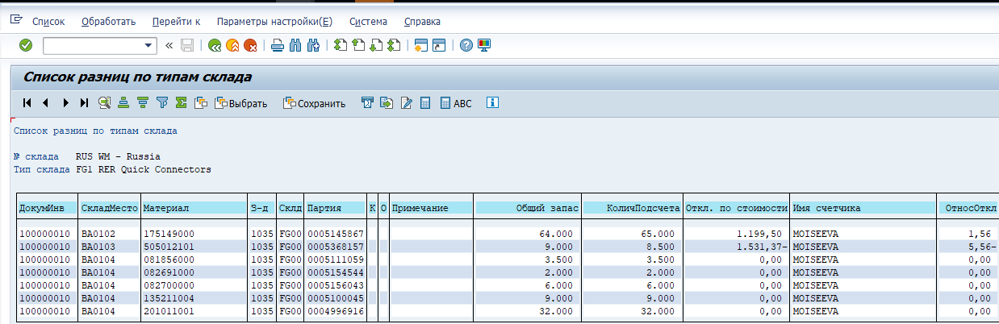 Список Обработать Перейти к Параметры настройки(Е) Система Справка
Список разниц по типам склада
Выбрать Сохранить ABC
Список разниц по типам склада
№ склада RUS WM - Russia
Тип склада FG1 RER Quick Connectors
ДокумИнв СкладМесто Материал З-д Склд Партия К О Примечание Общий запас КоличПодсчета Откл. по стоимости Имя счетчика ОтносОткл
100000010 BA0102 175149000 1035 FG00 0005145867 64.000 65.000 1.199,50 MOISEEVA 1,56
100000010 BA0103 505012101 1035 FG00 0005368157 9.000 8.500 1.531,37- MOISEEVA 5,56-
100000010 BA0104 081856000 1035 FG00 0005111059 3.500 3.500 0,00 MOISEEVA 0,00
100000010 BA0104 082691000 1035 FG00 0005154544 2.000 2.000 0,00 MOISEEVA 0,00
100000010 BA0104 082700000 1035 FG00 0005156043 6.000 6.000 0,00 MOISEEVA 0,00
100000010 BA0104 135211004 1035 FG00 0005100045 9.000 9.000 0,00 MOISEEVA 0,00
100000010 BA0104 201011001 1035 FG00 0004996916 32.000 32.000 0,00 MOISEEVA 0,00